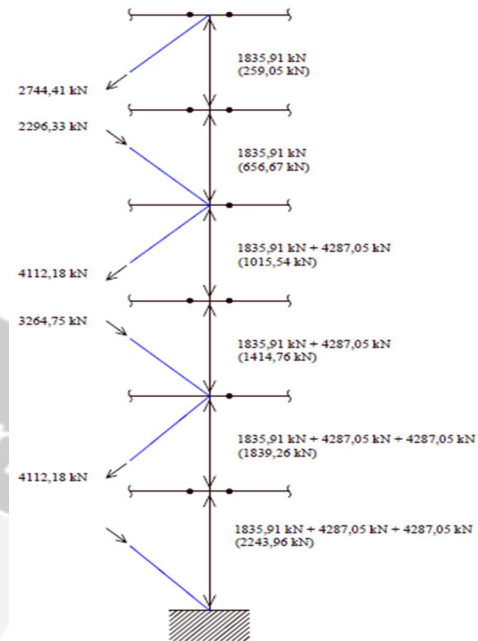 1835,91 kN
(259,05 kN)
2744,41 kN
2296,33 kN
1835,91 kN
(656,67 kN)
1835,91 kN + 4287,05 kN
(1015,54 kN)
4112,18 kN
3264,75 kN
1835,91 kN + 4287,05 kN
(1414,76 kN)
1835,91 kN + 4287,05 kN + 4287,05 kN
(1839,26 kN)
4112,18 kN
1835,91 kN + 4287,05 kN + 4287,05 kN
(2243,96 kN)